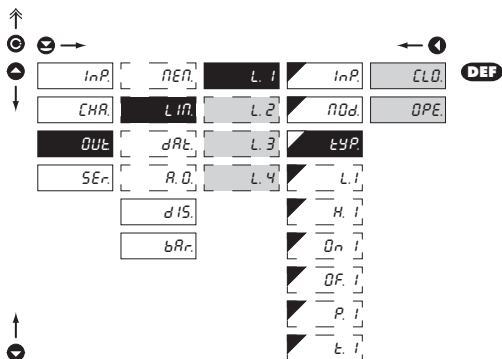 DEF
InP. MEM. L. 1 InP. CLO.
CHA. LIM. L. 2 MOd. OPE.
OUt dAt. L. 3 tYP.
SEr. A. O. L. 4 L. 1
dIS. H. 1
bAr. On 1
OF. 1
P. 1
t. 1